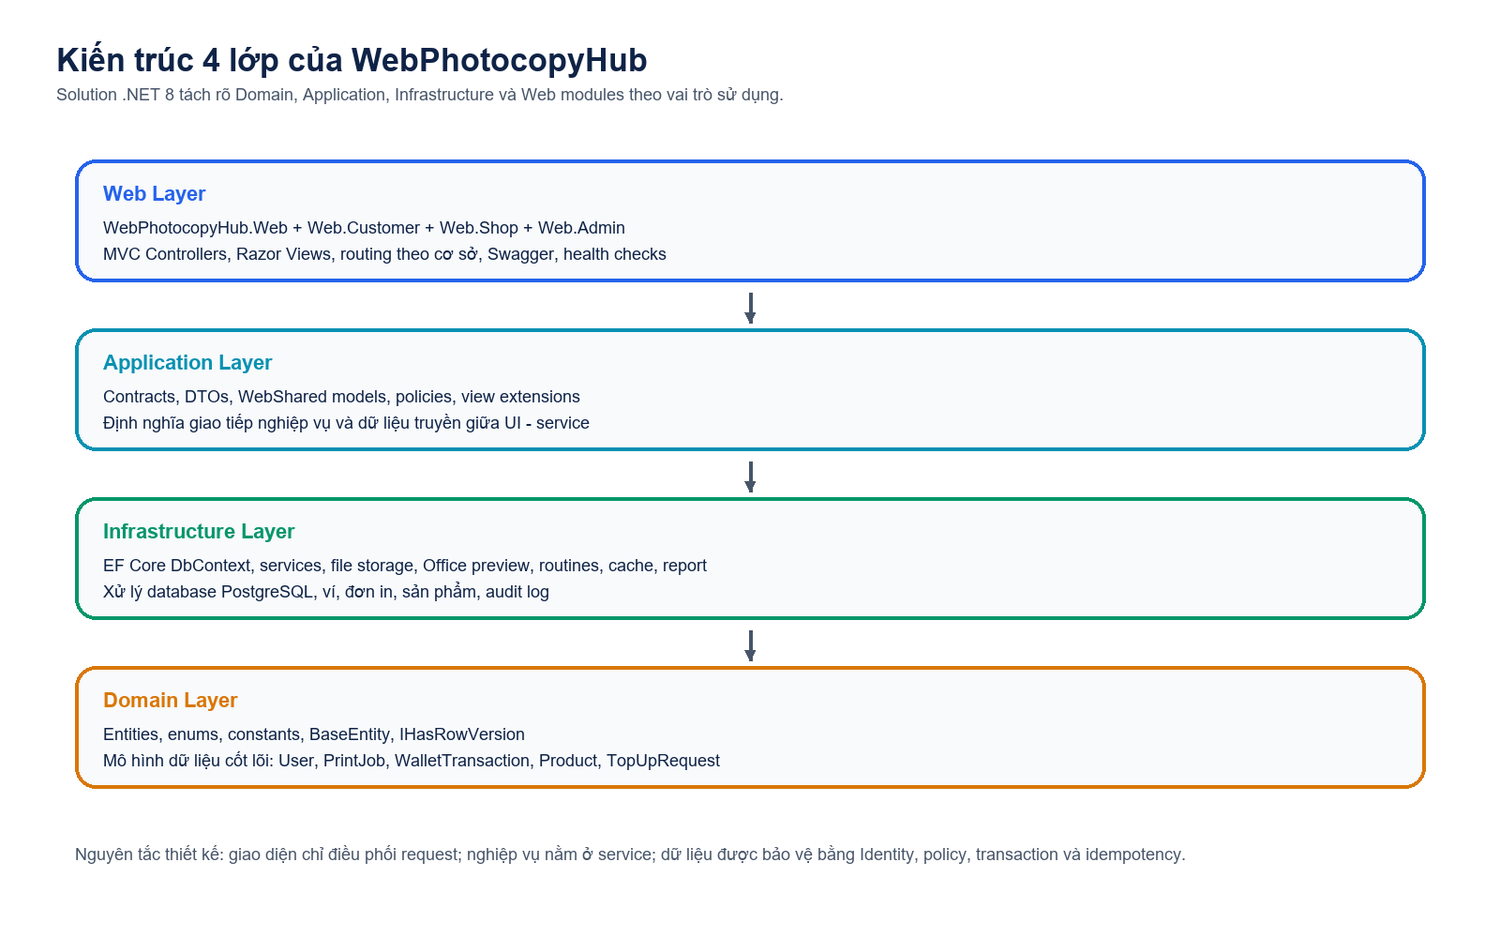 Kiến trúc 4 lớp của WebPhotocopyHub
Solution .NET 8 tách rõ Domain, Application, Infrastructure và Web modules theo vai trò sử dụng.
Web Layer
WebPhotocopyHub.Web + Web.Customer + Web.Shop + Web.Admin
MVC Controllers, Razor Views, routing theo cơ sở, Swagger, health checks
Application Layer
Contracts, DTOs, WebShared models, policies, view extensions
Định nghĩa giao tiếp nghiệp vụ và dữ liệu truyền giữa UI - service
Infrastructure Layer
EF Core DbContext, services, file storage, Office preview, routines, cache, report
Xử lý database PostgreSQL, ví, đơn in, sản phẩm, audit log
Domain Layer
Entities, enums, constants, BaseEntity, IHasRowVersion
Mô hình dữ liệu cốt lõi: User, PrintJob, WalletTransaction, Product, TopUpRequest
Nguyên tắc thiết kế: giao diện chỉ điều phối request; nghiệp vụ nằm ở service; dữ liệu được bảo vệ bằng Identity, policy, transaction và idempotency.